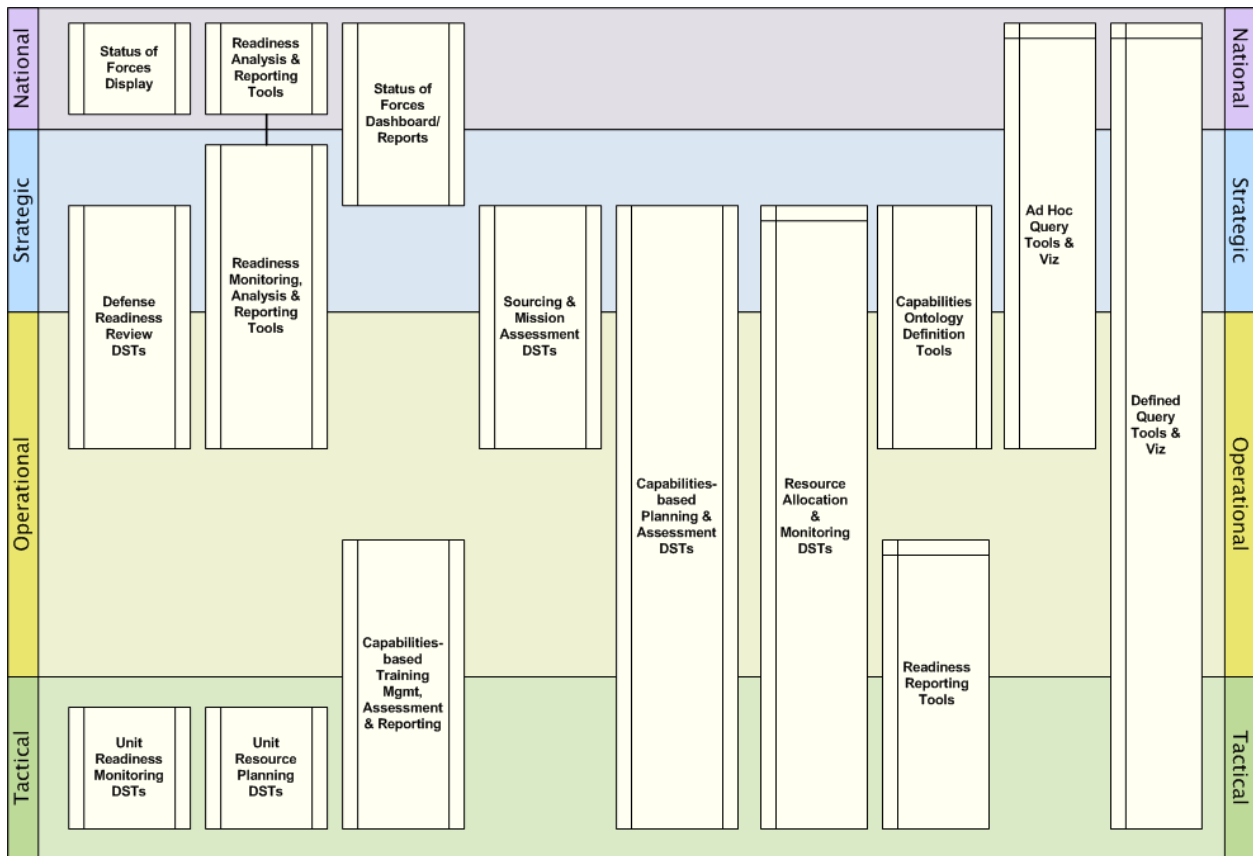 National
Strategic
Operational
Tactical
Status of
Forces
Display
Readiness
Analysis &
Reporting
Tools
Status of
Forces
Dashboard/
Reports
Defense
Readiness
Review
DSTs
Readiness
Monitoring,
Analysis &
Reporting
Tools
Sourcing &
Mission
Assessment
DSTs
Capabilities-
based
Planning &
Assessment
DSTs
Resource
Allocation
&
Monitoring
DSTs
Capabilities
Ontology
Definition
Tools
Ad Hoc
Query
Tools &
Viz
Defined
Query
Tools &
Viz
Capabilities-
based
Training
Mgmt,
Assessment
& Reporting
Readiness
Reporting
Tools
Unit
Readiness
Monitoring
DSTs
Unit
Resource
Planning
DSTs
National
Strategic
Operational
Tactical